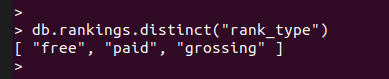 >
> db.rankings.distinct("rank_type")
[ "free", "paid", "grossing" ]
>